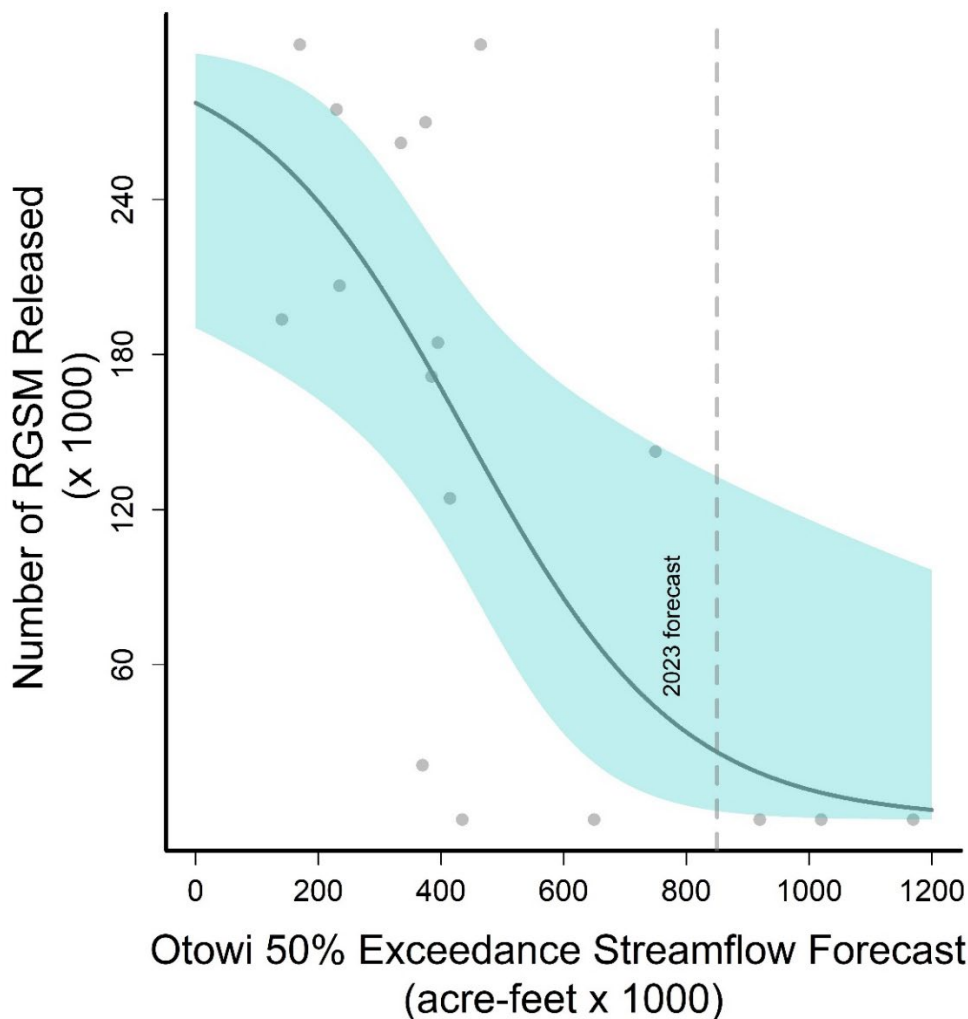 Number of RGSM Released
(x 1000)
240
180
120
60
2023 forecast
0 200 400 600 800 1000 1200
Otowi 50% Exceedance Streamflow Forecast
(acre-feet x 1000)